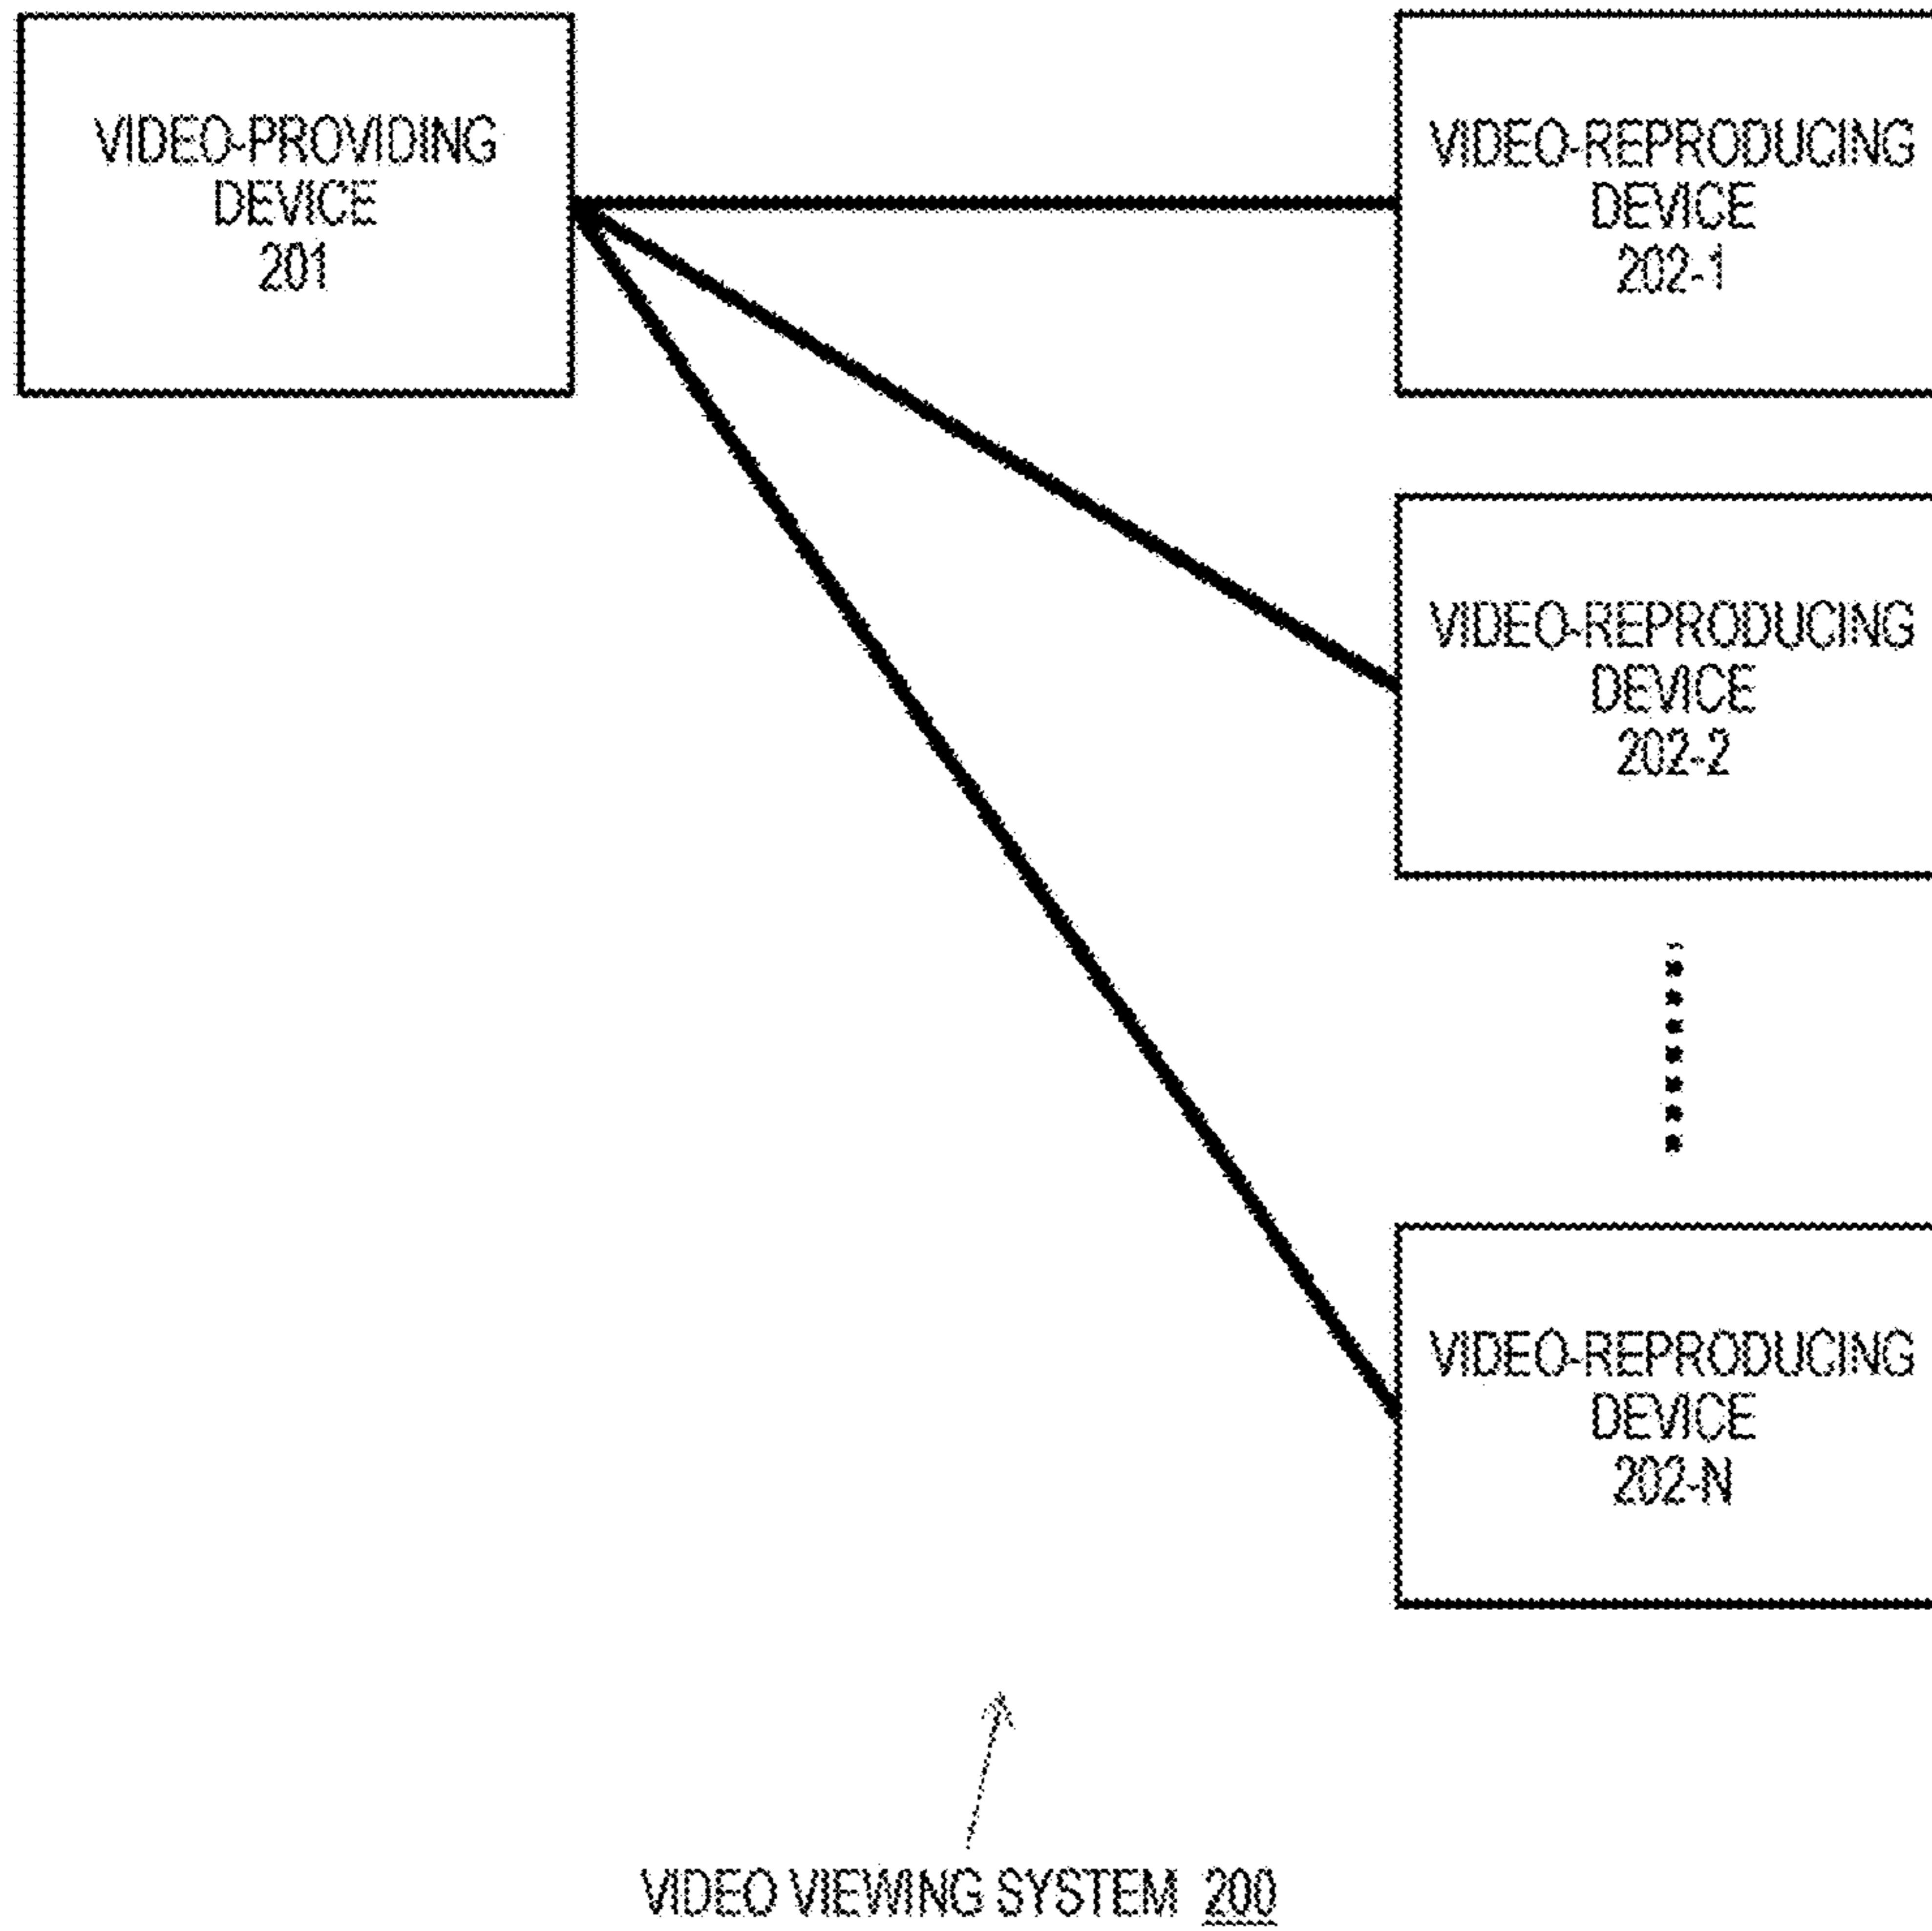 VIDEO-PROVIDING
DEVICE
201
VIDEO-REPRODUCING
DEVICE
202-1
VIDEO-REPRODUCING
DEVICE
202-2
VIDEO-REPRODUCING
DEVICE
202-N
VIDEO VIEWING SYSTEM 200